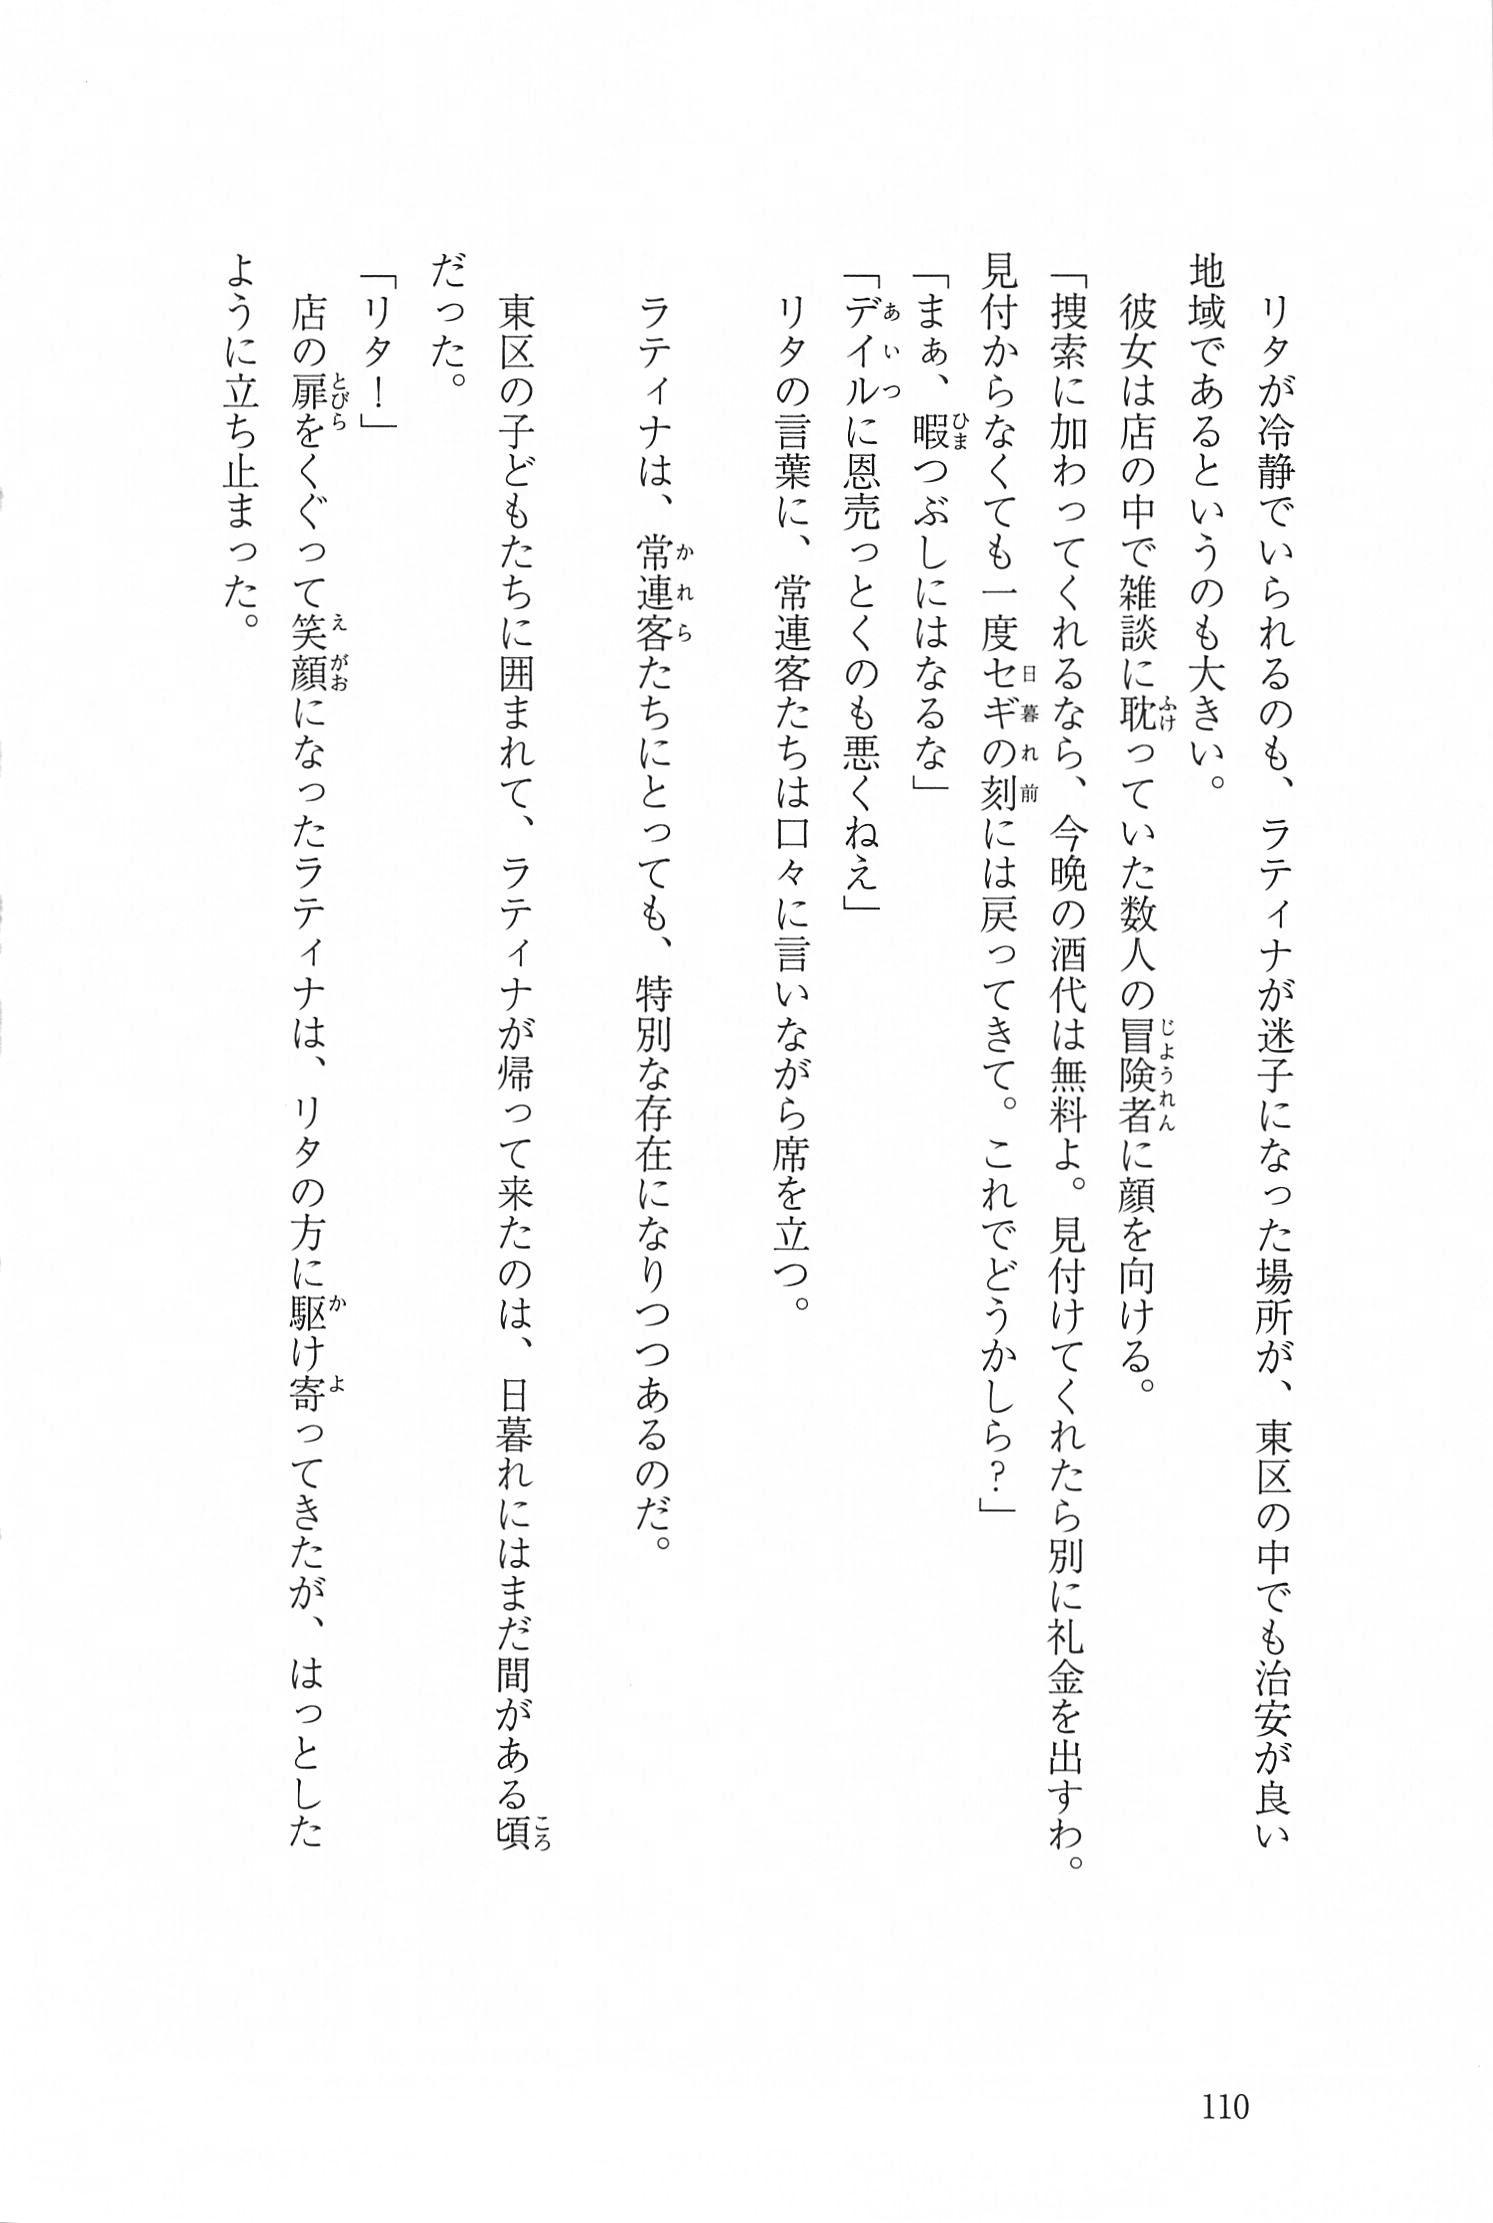 リタが冷静でいられるのも、ラティナが迷子になった場所が、東区の中でも治安が良い
地域であるというのも大きい。
　彼女は店の中で雑談に耽っていた数人の冒険者に顔を向ける。
「捜索に加わってくれるなら、今晩の酒代は無料よ。見付けてくれたら別に礼金を出すわ。
見付からなくても一度セギの刻には戻ってきて。これでどうかしら?」
「まぁ、暇つぶしにはなるな」
「デイルに恩売っとくのも悪くねえ」
　リタの言葉に、常連客たちは口々に言いながら席を立つ。
　ラティナは、常連客たちにとっても、特別な存在になりつつあるのだ。
　東区の子どもたちに囲まれて、ラティナが帰って来たのは、日暮れにはまだ間がある頃
だった。
「リタ!」
　店の扉をくぐって笑顔になったラティナは、リタの方に駆け寄ってきたが、はっとした
ように立ち止まった。
110